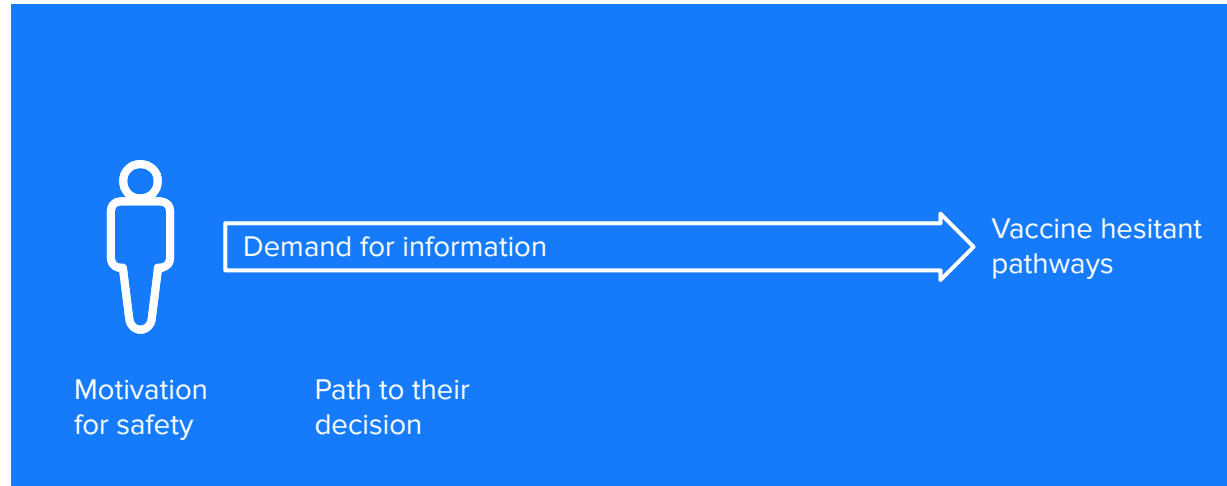 Demand for information
Vaccine hesitant
pathways
Motivation
for safety
Path to their
decision